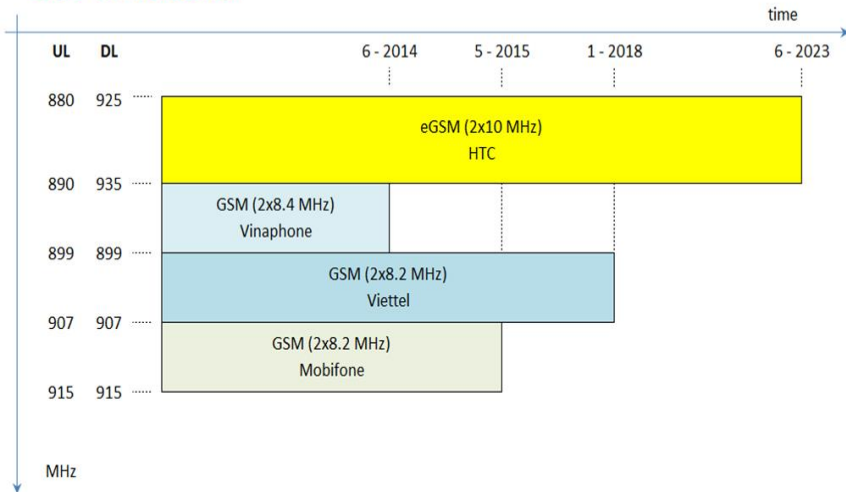 time
UL DL 6 - 2014 5 - 2015 1 - 2018 6 - 2023
880 925
eGSM (2x10 MHz)
HTC
890 935
GSM (2x8.4 MHz)
Vinaphone
899 899
GSM (2x8.2 MHz)
Viettel
907 907
GSM (2x8.2 MHz)
Mobifone
915 915
MHz